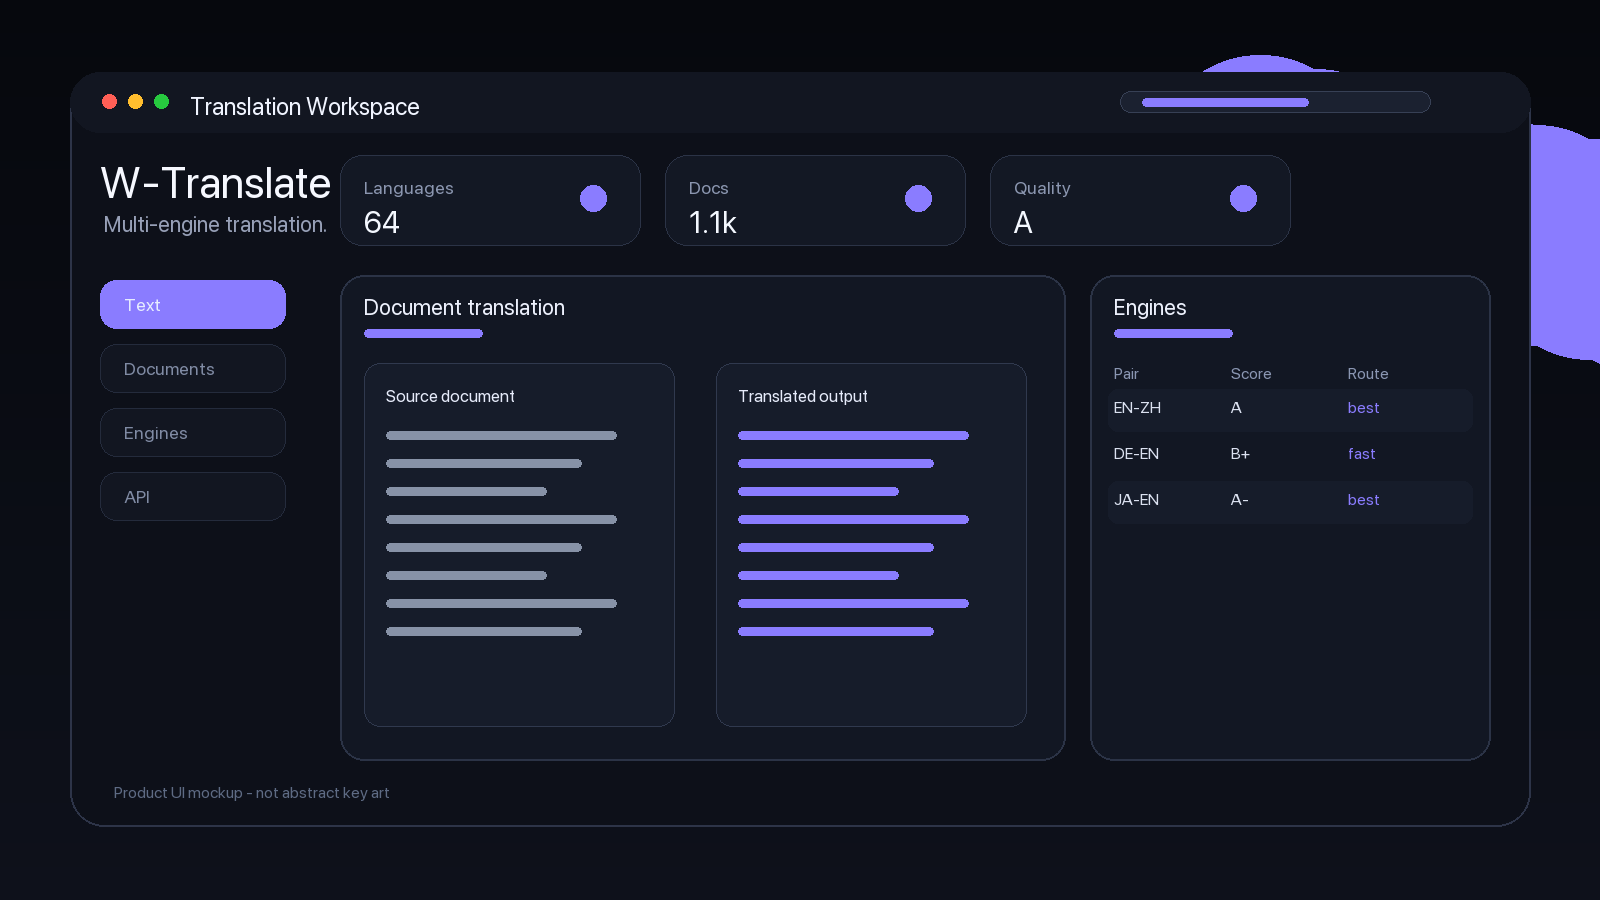 Translation Workspace
W-Translate
Multi-engine translation.
Languages
64
Docs
1.1k
Quality
A
Text
Documents
Engines
API
Document translation
Source document
Translated output
Engines
Pair Score Route
EN-ZH A best
DE-EN B+ fast
JA-EN A- best
Product UI mockup - not abstract key art